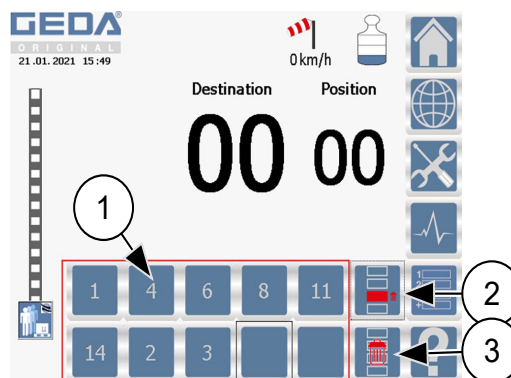 GEDA®
ORIGINAL
21.01.2021 15:49
0km/h
Destination Position
00 00
1
1 4 6 8 11
2
14 2 3
3
?